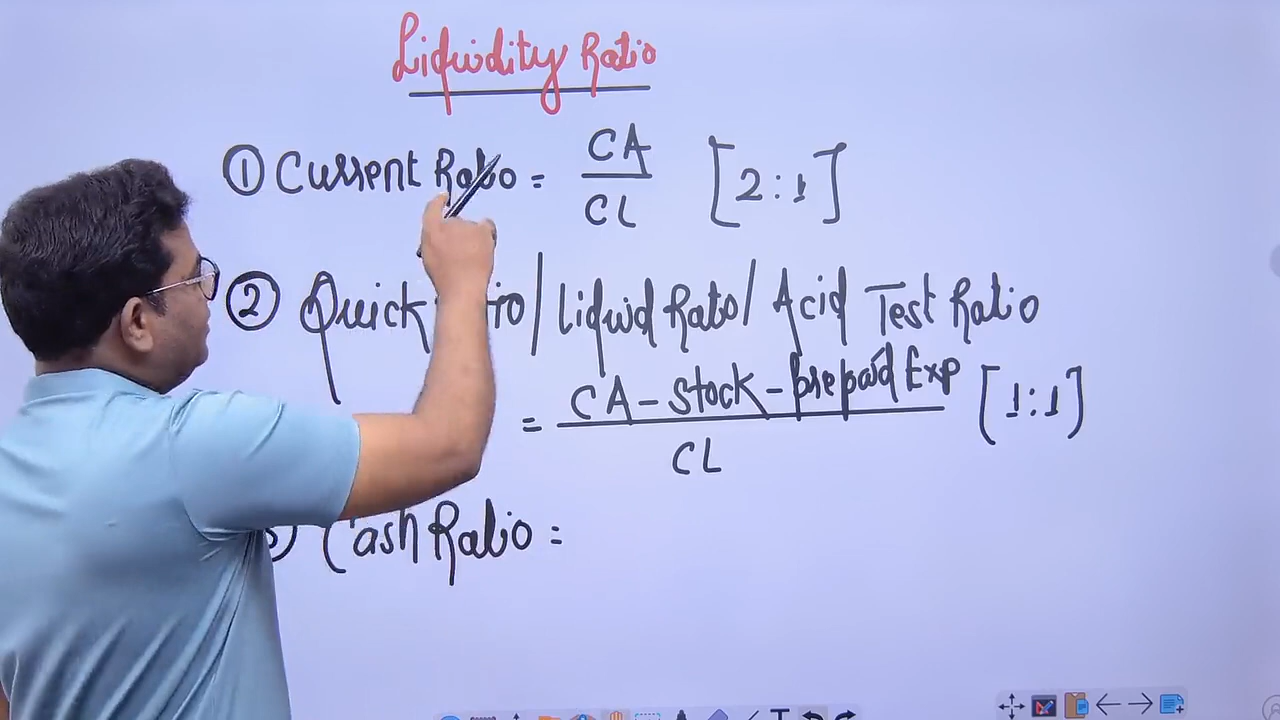 Liquidity Ratio
① Current Ratio = CA / CL [2:1]
② Quick / Liquid Ratio / Acid Test Ratio
= CA - Stock - prepaid Exp / CL [1:1]
Cash Ratio =